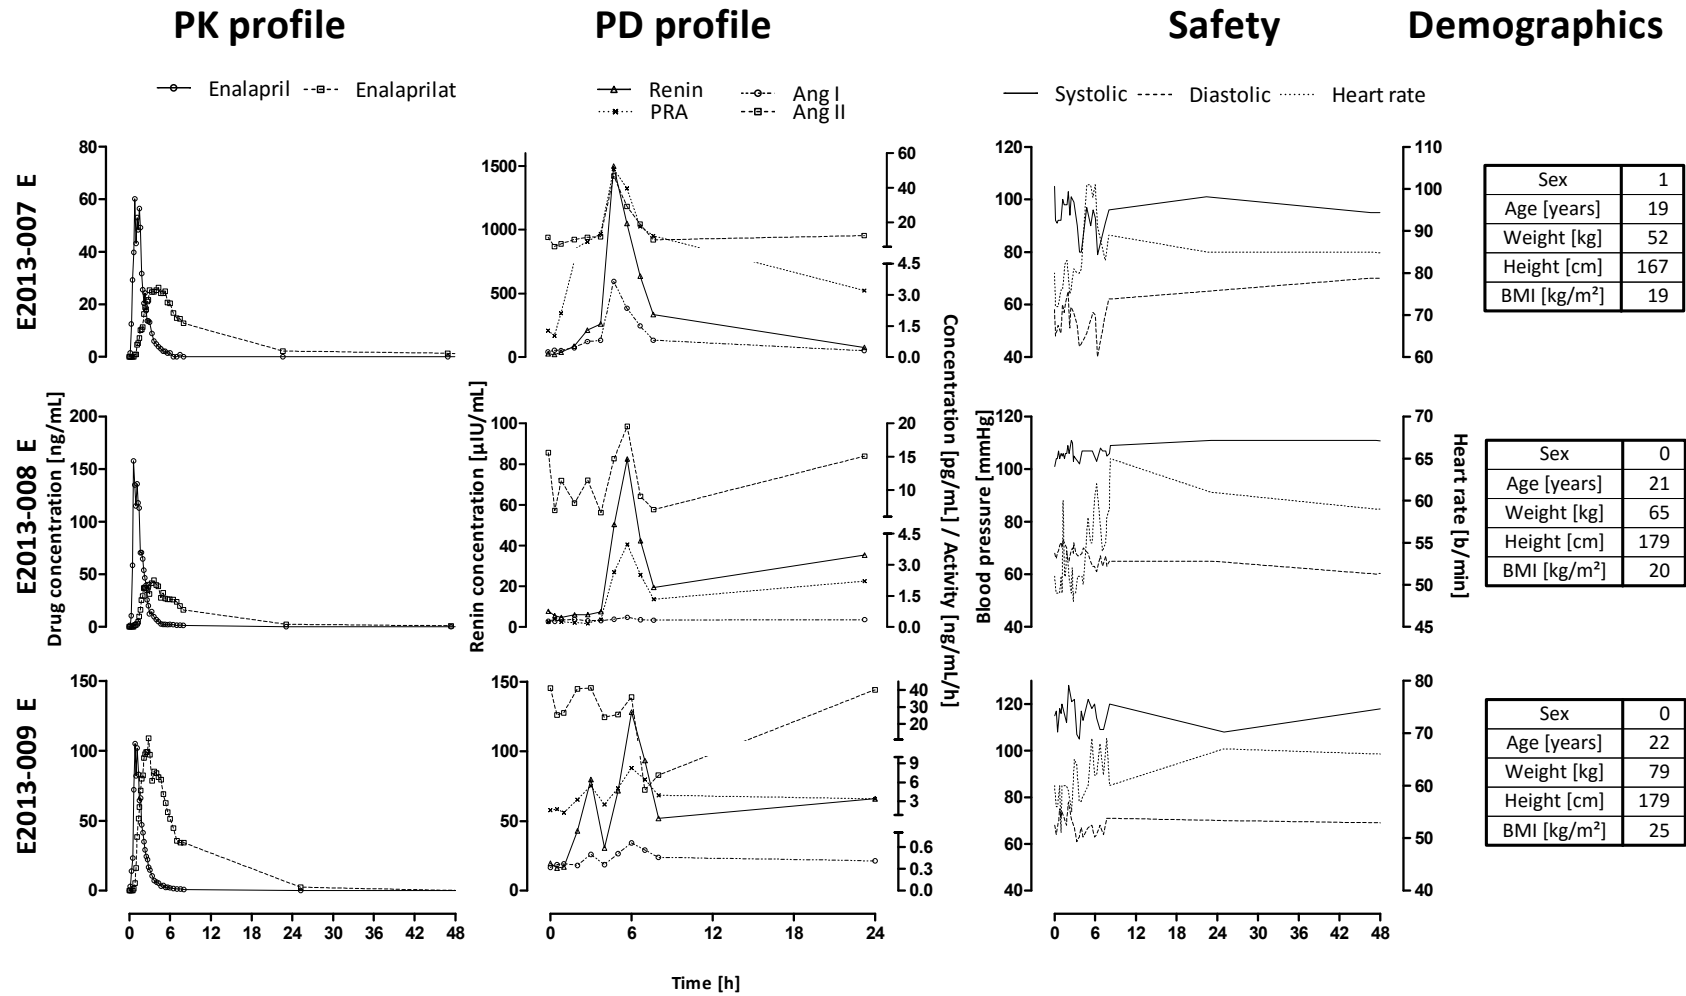 PK profile PD profile Safety Demographics
Enalapril Enalaprilat
Renin Ang I
PRA Ang II
Systolic Diastolic Heart rate
E2013-007 E
80
60
40
20
0
1500
1000
500
0
60
40
20
4.5
3.0
1.5
0.0
120
100
80
60
40
110
100
90
80
70
60
Sex 1
Age [years] 19
Weight [kg] 52
Height [cm] 167
BMI [kg/m²] 19
E2013-008 E
Drug concentration [ng/mL]
200
150
100
50
0
Renin concentration [µIU/mL]
100
80
60
40
20
0
20
15
10
4.5
3.0
1.5
0.0
Concentration [pg/mL] / Activity [ng/mL/h]
Blood pressure [mmHg]
120
100
80
60
40
70
65
60
55
50
45
Heart rate [b/min]
Sex 0
Age [years] 21
Weight [kg] 65
Height [cm] 179
BMI [kg/m²] 20
E2013-009 E
150
100
50
0
150
100
50
0
40
30
20
9
6
3
0.6
0.3
0.0
120
100
80
60
40
80
70
60
50
40
Sex 0
Age [years] 22
Weight [kg] 79
Height [cm] 179
BMI [kg/m²] 25
0 6 12 18 24 30 36 42 48
0 6 12 18 24
0 6 12 18 24 30 36 42 48
Time [h]